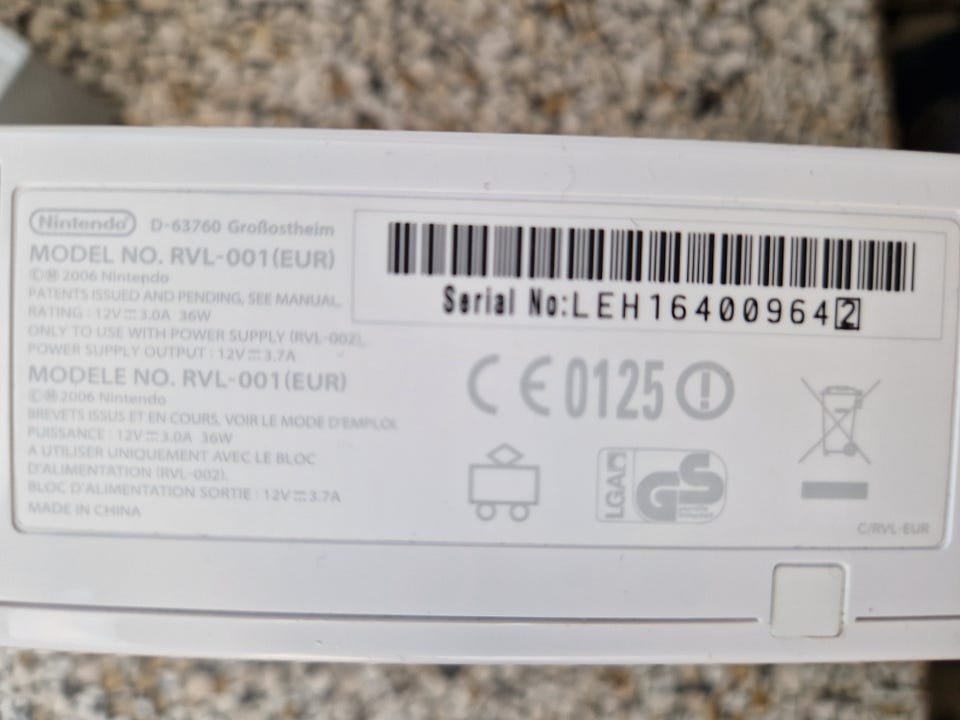 Nintendo D-63760 Großostheim
MODEL NO. RVL-001(EUR)
©Ⓜ2006 Nintendo
PATENTS ISSUED AND PENDING, SEE MANUAL.
RATING : 12V⎓3.0A 36W
ONLY TO USE WITH POWER SUPPLY (RVL-002).
POWER SUPPLY OUTPUT : 12V⎓3.7A
MODELE NO. RVL-001(EUR)
©Ⓜ2006 Nintendo
BREVETS ISSUS ET EN COURS, VOIR LE MODE D'EMPLOI.
PUISSANCE : 12V⎓3.0A 36W
A UTILISER UNIQUEMENT AVEC LE BLOC
D'ALIMENTATION (RVL-002).
BLOC D'ALIMENTATION SORTIE : 12V⎓3.7A
MADE IN CHINA
Serial No:LEH164009642
CE0125
LGA GS
C/RVL-EUR